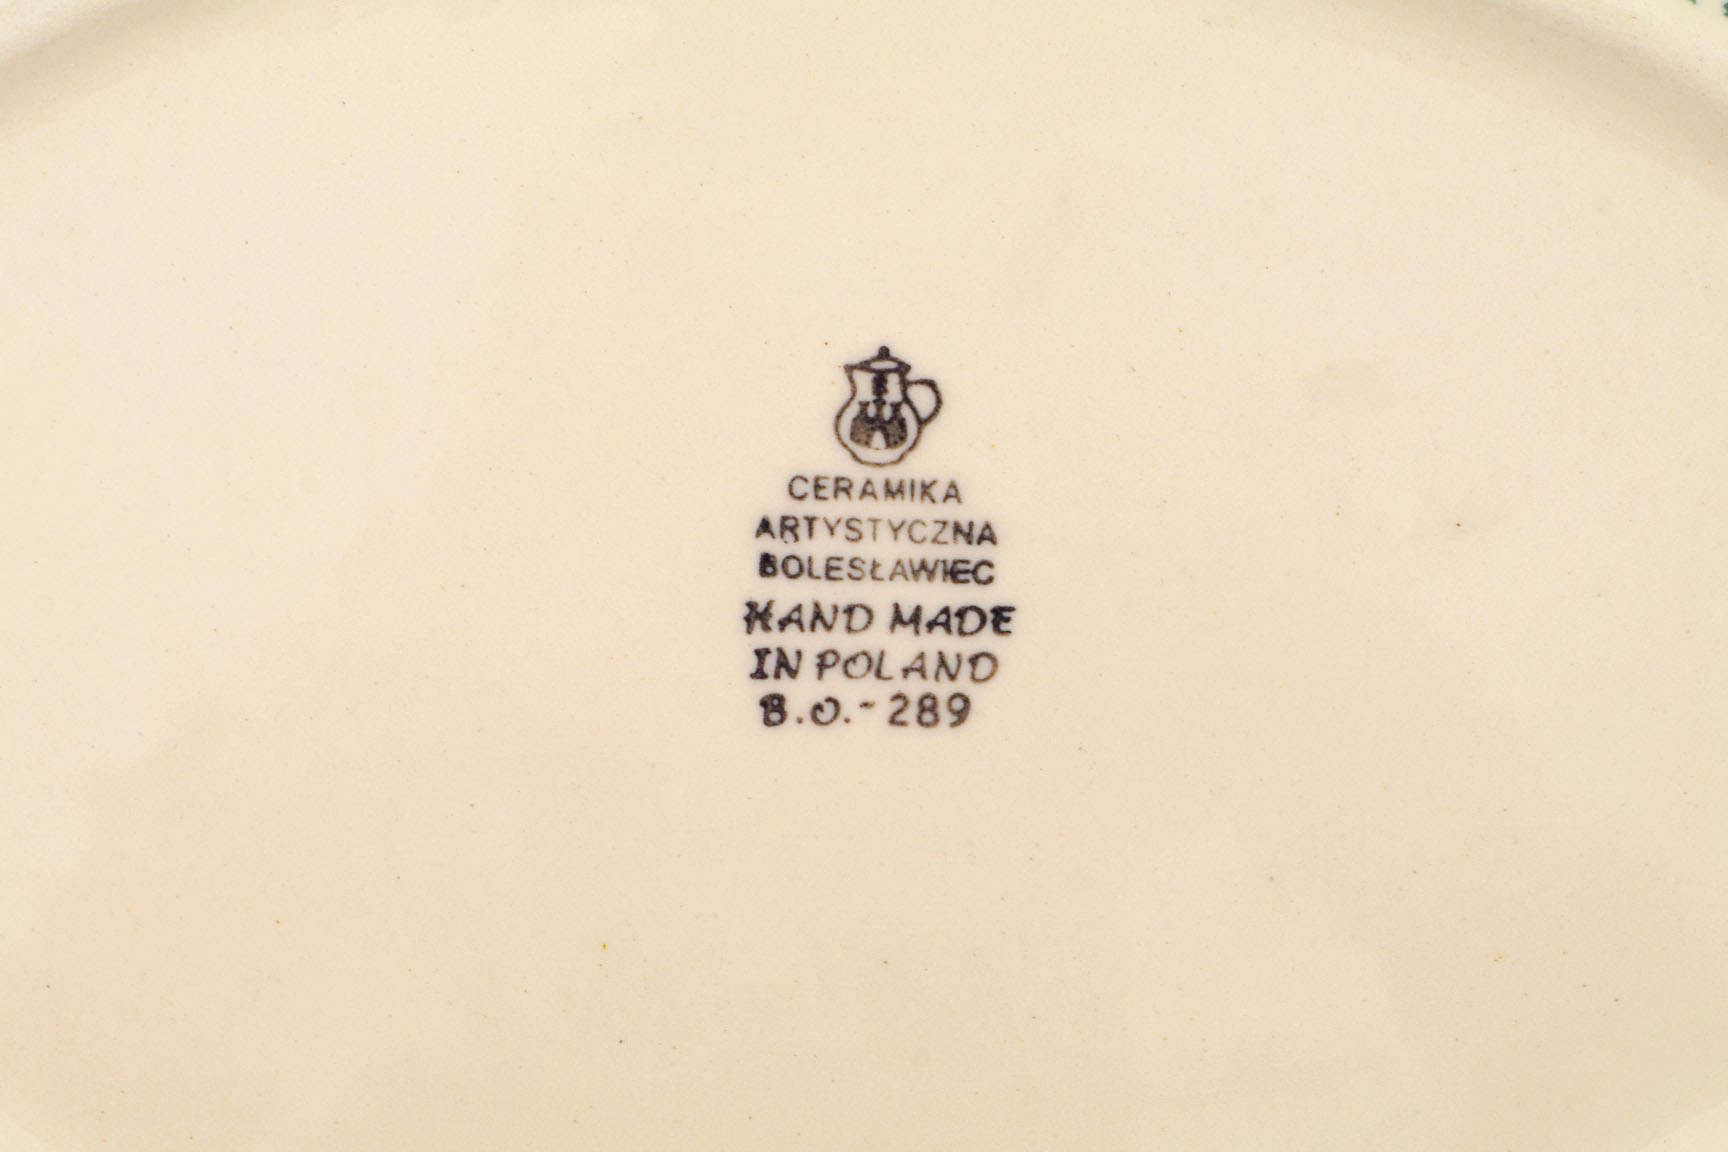 CERAMIKA
ARTYSTYCZNA
BOLESŁAWIEC
HAND MADE
IN POLAND
B.O.-289